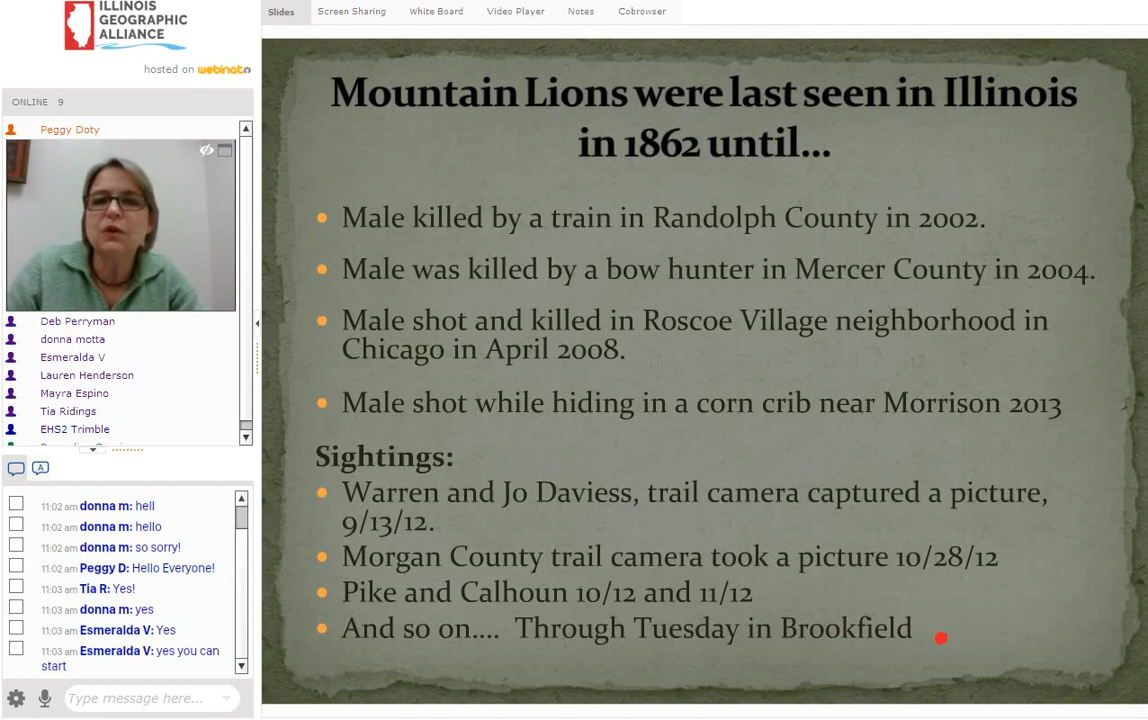 ILLINOIS
GEOGRAPHIC
ALLIANCE
hosted on webinato
ONLINE 9
Peggy Doty
Deb Perryman
donna motta
Esmeralda V
Lauren Henderson
Mayra Espino
Tia Ridings
EHS2 Trimble
A
11:02 am donna m: hell
11:02 am donna m: hello
11:02 am donna m: so sorry!
11:02 am Peggy D: Hello Everyone!
11:03 am Tia R: Yes!
11:03 am donna m: yes
11:03 am Esmeralda V: Yes
11:03 am Esmeralda V: yes you can
start
Type message here...
Slides Screen Sharing White Board Video Player Notes Cobrowser
Mountain Lions were last seen in Illinois
in 1862 until...
Male killed by a train in Randolph County in 2002.
Male was killed by a bow hunter in Mercer County in 2004.
Male shot and killed in Roscoe Village neighborhood in
Chicago in April 2008.
Male shot while hiding in a corn crib near Morrison 2013
Sightings:
Warren and Jo Daviess, trail camera captured a picture,
9/13/12.
Morgan County trail camera took a picture 10/28/12
Pike and Calhoun 10/12 and 11/12
And so on.... Through Tuesday in Brookfield